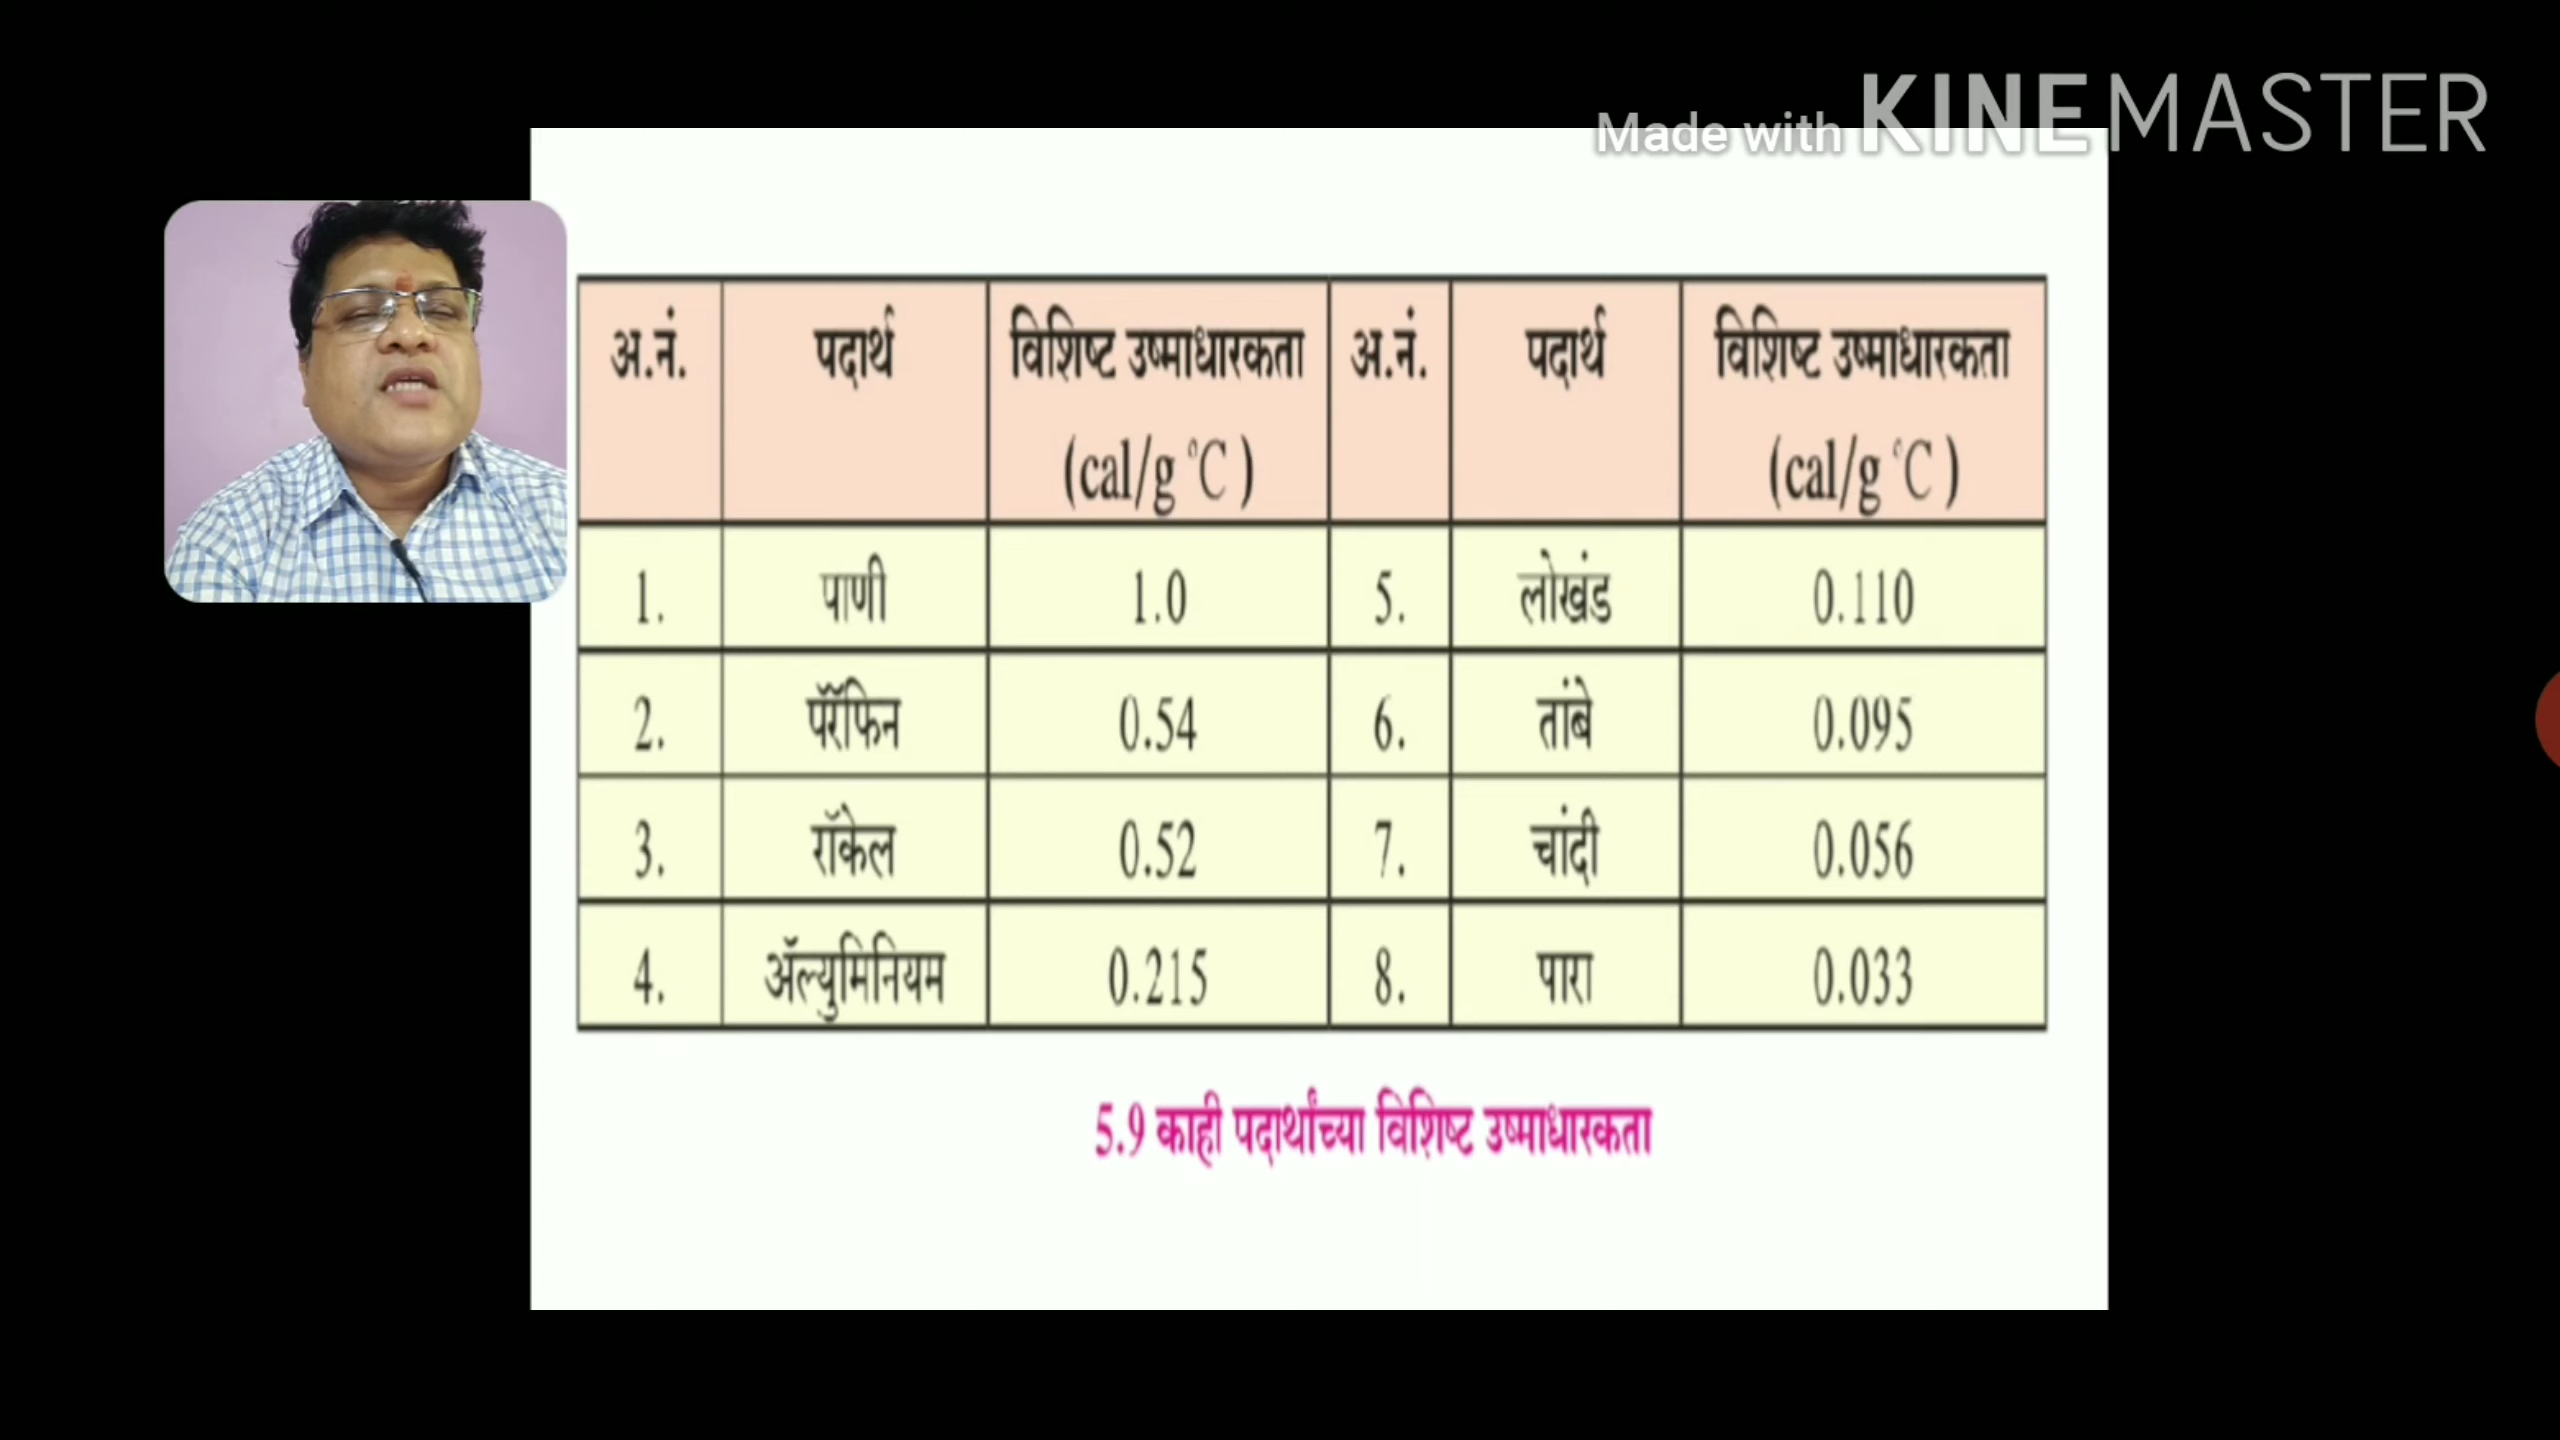 Made with KINEMASTER
अ.नं. पदार्थ विशिष्ट उष्माधारकता अ.नं. पदार्थ विशिष्ट उष्माधारकता
(cal/g °C ) (cal/g °C )
1. पाणी 1.0 5. लोखंड 0.110
2. पॅरॅफिन 0.54 6. तांबे 0.095
3. रॉकेल 0.52 7. चांदी 0.056
4. ॲल्युमिनियम 0.215 8. पारा 0.033
5.9 काही पदार्थांच्या विशिष्ट उष्माधारकता